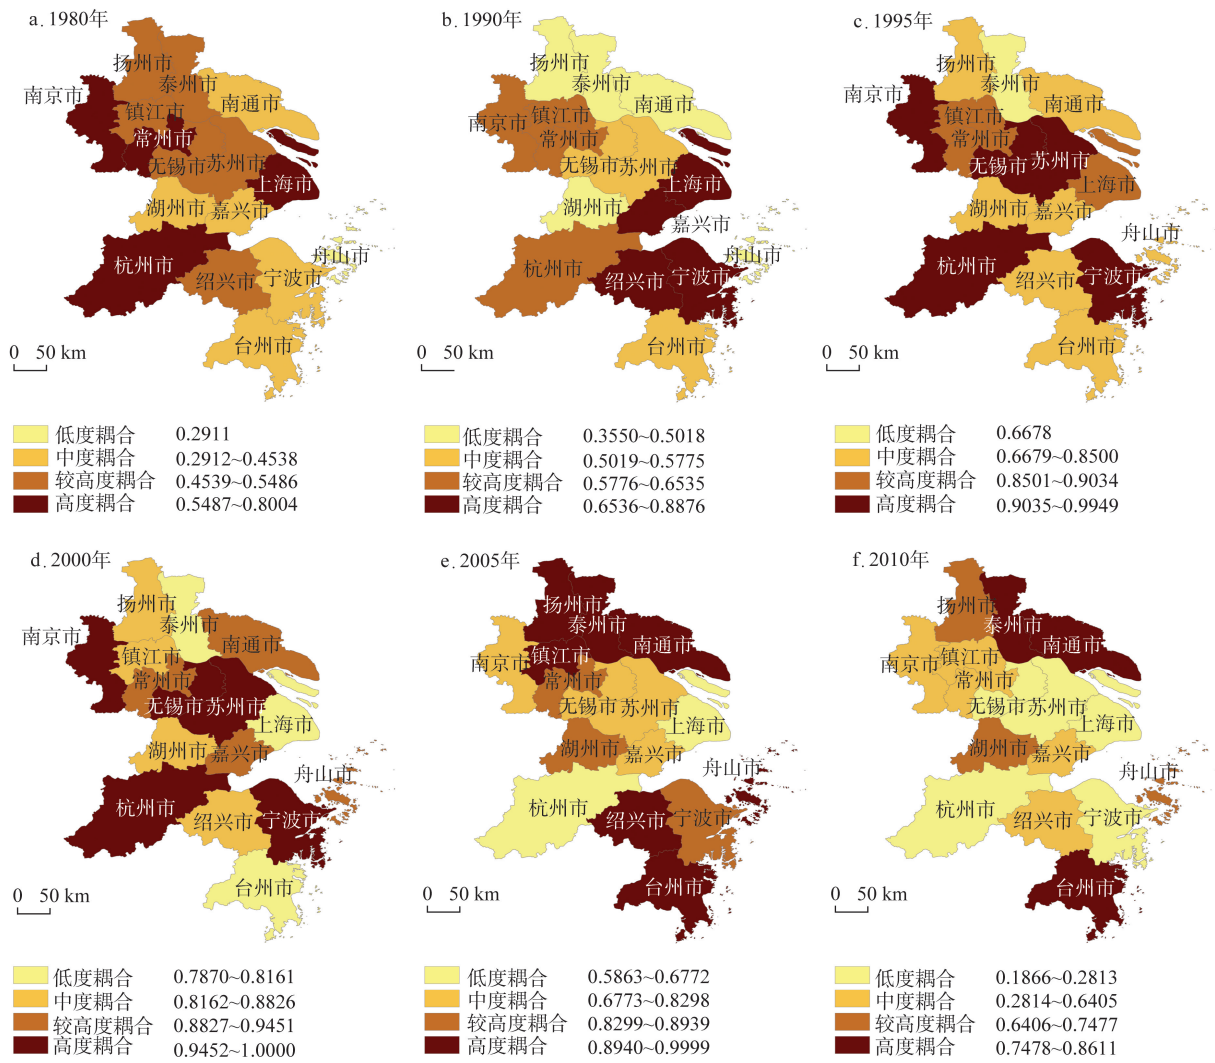 a. 1980年
扬州市
泰州市
南京市
南通市
镇江市
常州市
无锡市
苏州市
上海市
湖州市
嘉兴市
舟山市
杭州市
绍兴市
宁波市
台州市
0 50 km
低度耦合 0.2911
中度耦合 0.2912~0.4538
较高度耦合 0.4539~0.5486
高度耦合 0.5487~0.8004
b. 1990年
扬州市
泰州市
南通市
南京市
镇江市
常州市
无锡市
苏州市
上海市
湖州市
嘉兴市
舟山市
杭州市
绍兴市
宁波市
台州市
0 50 km
低度耦合 0.3550~0.5018
中度耦合 0.5019~0.5775
较高度耦合 0.5776~0.6535
高度耦合 0.6536~0.8876
c. 1995年
扬州市
泰州市
南京市
南通市
镇江市
常州市
无锡市
苏州市
上海市
湖州市
嘉兴市
舟山市
杭州市
绍兴市
宁波市
台州市
0 50 km
低度耦合 0.6678
中度耦合 0.6679~0.8500
较高度耦合 0.8501~0.9034
高度耦合 0.9035~0.9949
d. 2000年
扬州市
泰州市
南京市
南通市
镇江市
常州市
无锡市
苏州市
上海市
湖州市
嘉兴市
舟山市
杭州市
绍兴市
宁波市
台州市
0 50 km
低度耦合 0.7870~0.8161
中度耦合 0.8162~0.8826
较高度耦合 0.8827~0.9451
高度耦合 0.9452~1.0000
e. 2005年
扬州市
泰州市
南通市
南京市
镇江市
常州市
无锡市
苏州市
上海市
湖州市
嘉兴市
舟山市
杭州市
绍兴市
宁波市
台州市
0 50 km
低度耦合 0.5863~0.6772
中度耦合 0.6773~0.8298
较高度耦合 0.8299~0.8939
高度耦合 0.8940~0.9999
f. 2010年
扬州市
泰州市
南通市
南京市
镇江市
常州市
无锡市
苏州市
上海市
湖州市
嘉兴市
舟山市
杭州市
绍兴市
宁波市
台州市
0 50 km
低度耦合 0.1866~0.2813
中度耦合 0.2814~0.6405
较高度耦合 0.6406~0.7477
高度耦合 0.7478~0.8611